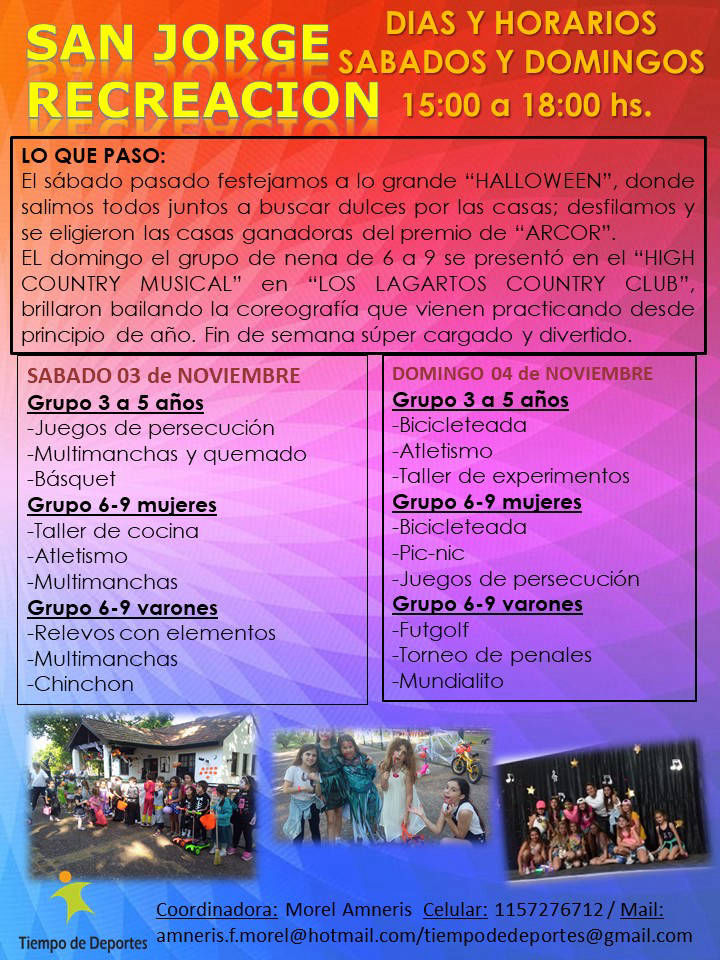 SAN JORGE
RECREACION
DIAS Y HORARIOS
SABADOS Y DOMINGOS
15:00 a 18:00 hs.
LO QUE PASO:
El sábado pasado festejamos a lo grande “HALLOWEEN”, donde
salimos todos juntos a buscar dulces por las casas; desfilamos y
se eligieron las casas ganadoras del premio de “ARCOR”.
EL domingo el grupo de nena de 6 a 9 se presentó en el “HIGH
COUNTRY MUSICAL” en “LOS LAGARTOS COUNTRY CLUB”,
brillaron bailando la coreografía que vienen practicando desde
principio de año. Fin de semana súper cargado y divertido.
SABADO 03 de NOVIEMBRE
Grupo 3 a 5 años
-Juegos de persecución
-Multimanchas y quemado
-Básquet
Grupo 6-9 mujeres
-Taller de cocina
-Atletismo
-Multimanchas
Grupo 6-9 varones
-Relevos con elementos
-Multimanchas
-Chinchon
DOMINGO 04 de NOVIEMBRE
Grupo 3 a 5 años
-Bicicleteada
-Atletismo
-Taller de experimentos
Grupo 6-9 mujeres
-Bicicleteada
-Pic-nic
-Juegos de persecución
Grupo 6-9 varones
-Futgolf
-Torneo de penales
-Mundialito
Tiempo de Deportes
Coordinadora: Morel Amneris Celular: 1157276712 / Mail:
amneris.f.morel@hotmail.com/tiempodedeportes@gmail.com